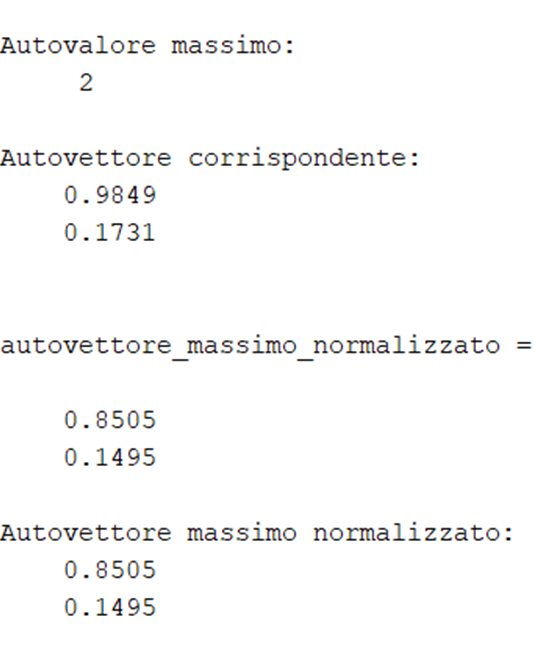 Autovalore massimo:
2
Autovettore corrispondente:
0.9849
0.1731
autovettore_massimo_normalizzato =
0.8505
0.1495
Autovettore massimo normalizzato:
0.8505
0.1495